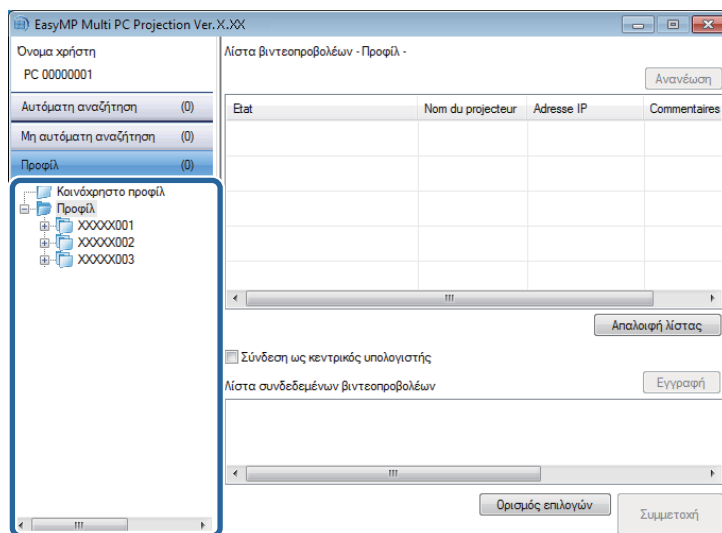 EasyMP Multi PC Projection Ver.X.XX
Όνομα χρήστη
PC 00000001
Αυτόματη αναζήτηση (0)
Μη αυτόματη αναζήτηση (0)
Προφίλ (0)
Κοινόχρηστο προφίλ
Προφίλ
XXXXX001
XXXXX002
XXXXX003
Λίστα βιντεοπροβολέων - Προφίλ -
Ανανέωση
Etat Nom du projecteur Adresse IP Commentaires
Απαλοιφή λίστας
Σύνδεση ως κεντρικός υπολογιστής
Λίστα συνδεδεμένων βιντεοπροβολέων
Εγγραφή
Ορισμός επιλογών
Συμμετοχή